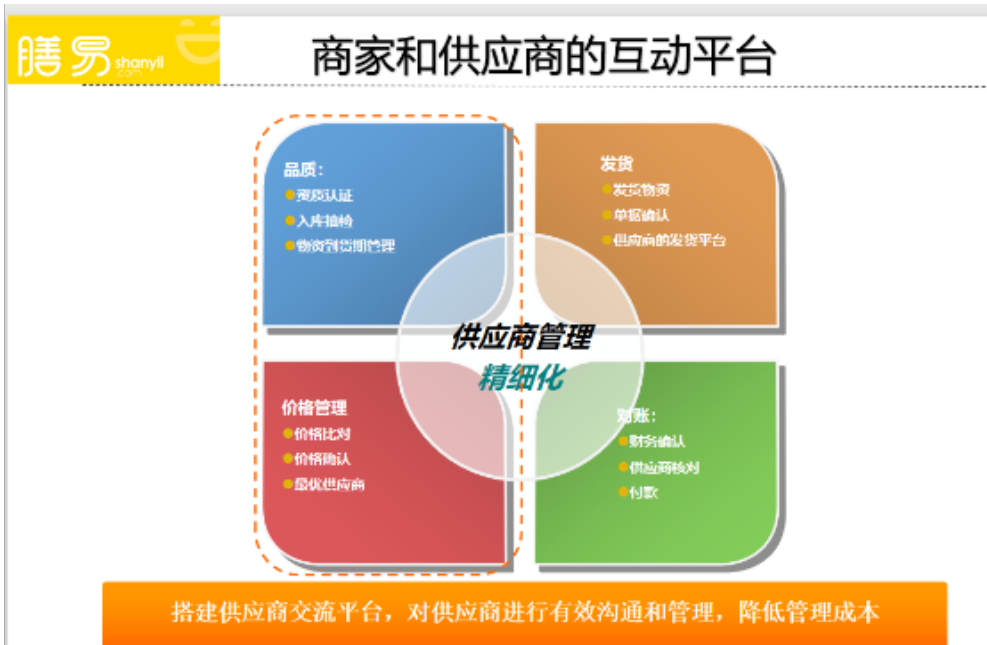 膳易 shanyii
.com
商家和供应商的互动平台
品质：
资质认证
入库抽检
物资到货期管理
发货
发货物资
单据确认
供应商的发货平台
供应商管理
精细化
价格管理
价格比对
价格确认
最优供应商
对账：
财务确认
供应商核对
付款
搭建供应商交流平台，对供应商进行有效沟通和管理，降低管理成本